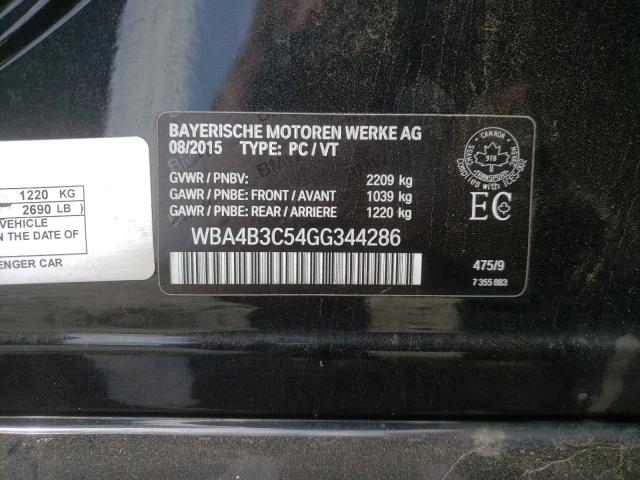 BAYERISCHE MOTOREN WERKE AG
08/2015 TYPE: PC / VT
GVWR / PNBV: 2209 kg
GAWR / PNBE: FRONT / AVANT 1039 kg
GAWR / PNBE: REAR / ARRIERE 1220 kg
WBA4B3C54GG344286
475/9
7 355 883
CANADA
978
TRANSPORT
EC
1220 KG
2690 LB)
VEHICLE
N THE DATE OF
ENGER CAR